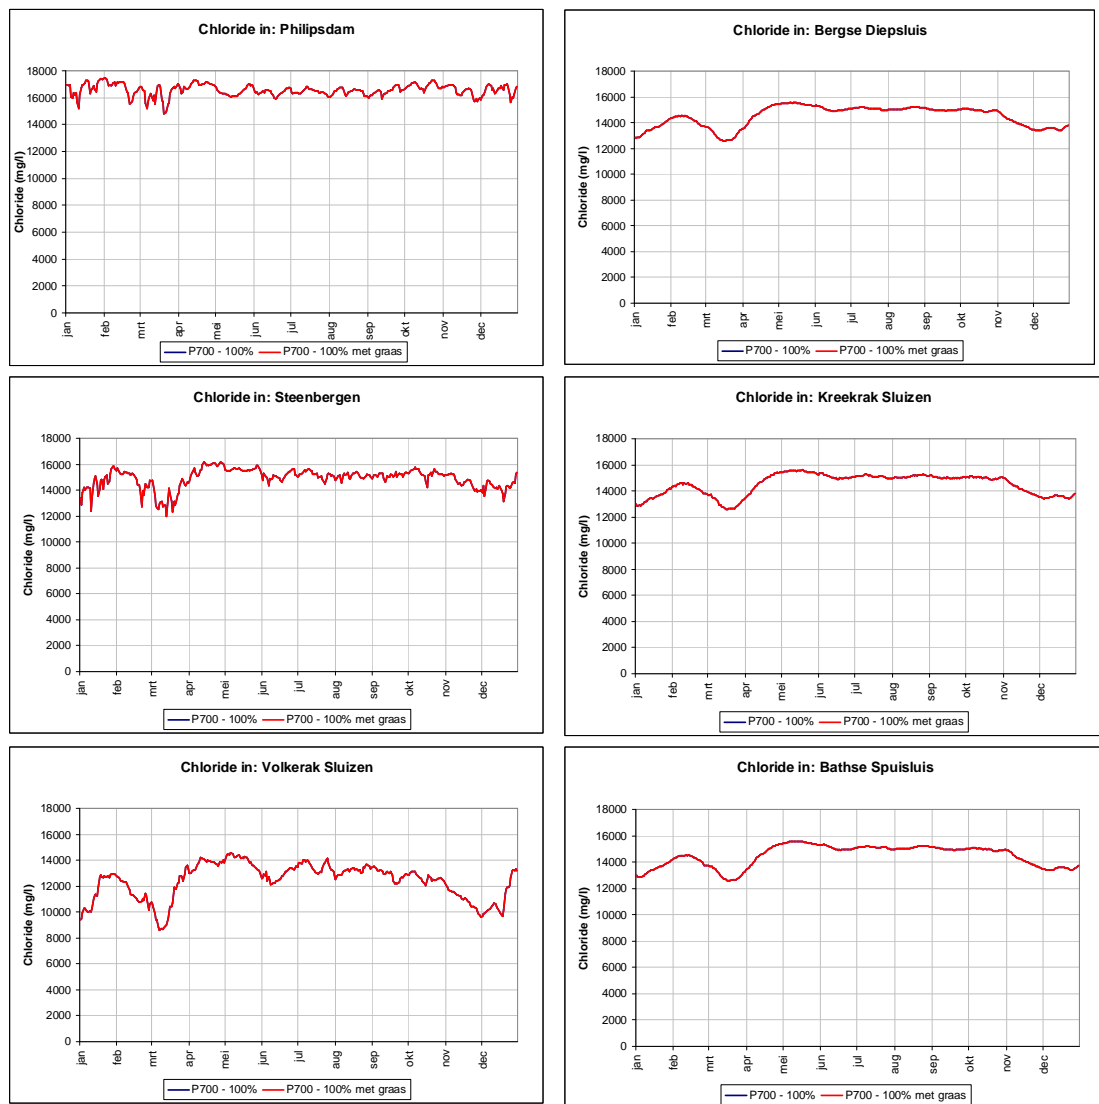 Chloride in: Philipsdam
Chloride (mg/l)
18000
16000
14000
12000
10000
8000
6000
4000
2000
0
jan feb mrt apr mei jun jul aug sep okt nov dec
P700 - 100% P700 - 100% met graas
Chloride in: Bergse Diepsluis
Chloride (mg/l)
18000
16000
14000
12000
10000
8000
6000
4000
2000
0
jan feb mrt apr mei jun jul aug sep okt nov dec
P700 - 100% P700 - 100% met graas
Chloride in: Steenbergen
Chloride (mg/l)
18000
16000
14000
12000
10000
8000
6000
4000
2000
0
jan feb mrt apr mei jun jul aug sep okt nov dec
P700 - 100% P700 - 100% met graas
Chloride in: Kreekrak Sluizen
Chloride (mg/l)
18000
16000
14000
12000
10000
8000
6000
4000
2000
0
jan feb mrt apr mei jun jul aug sep okt nov dec
P700 - 100% P700 - 100% met graas
Chloride in: Volkerak Sluizen
Chloride (mg/l)
18000
16000
14000
12000
10000
8000
6000
4000
2000
0
jan feb mrt apr mei jun jul aug sep okt nov dec
P700 - 100% P700 - 100% met graas
Chloride in: Bathse Spuisluis
Chloride (mg/l)
18000
16000
14000
12000
10000
8000
6000
4000
2000
0
jan feb mrt apr mei jun jul aug sep okt nov dec
P700 - 100% P700 - 100% met graas